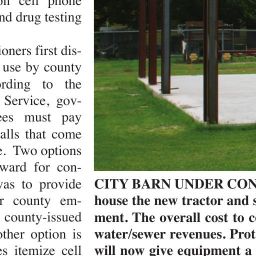 cell phone
nd drug testing
oners first dis-
use by county
ording to the
Service, gov-
ees must pay
alls that come
e. Two options
ward for con-
was to provide
r county em-
county-issued
other option is
es itemize cell
CITY BARN UNDER CON
house the new tractor and s
ment. The overall cost to c
water/sewer revenues. Prot
will now give equipment a